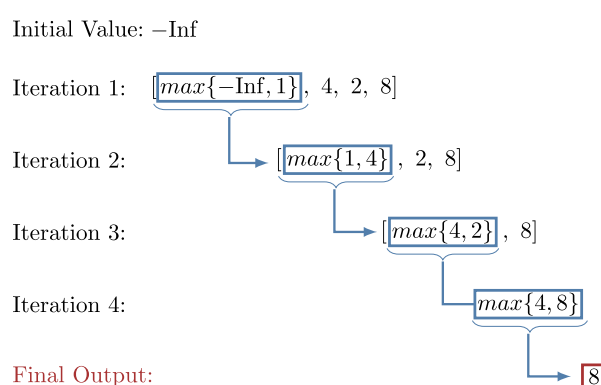 Initial Value: −Inf
Iteration 1: [max{−Inf, 1}, 4, 2, 8]
Iteration 2: [max{1, 4}, 2, 8]
Iteration 3: [max{4, 2}, 8]
Iteration 4: max{4, 8}
Final Output: 8